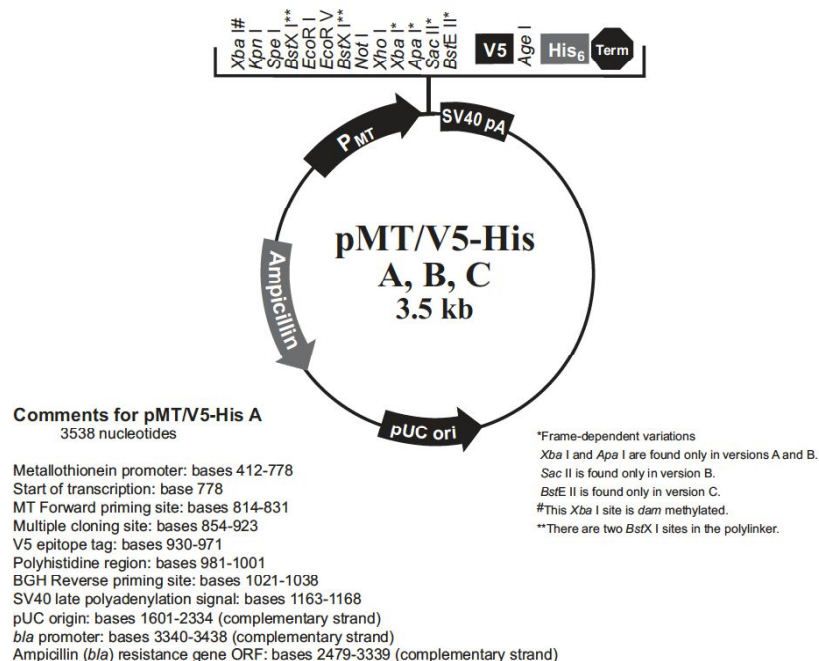 Xba I#
Kpn I
Spe I
BstX I**
EcoR I
EcoR V
BstX I**
Not I
Xho I
Xba I*
Apa I*
Sac II*
BstE II*
V5
Age I
His6
Term
PMT
SV40 pA
pMT/V5-His
A, B, C
3.5 kb
Ampicillin
pUC ori
Comments for pMT/V5-His A
3538 nucleotides
Metallothionein promoter: bases 412-778
Start of transcription: base 778
MT Forward priming site: bases 814-831
Multiple cloning site: bases 854-923
V5 epitope tag: bases 930-971
Polyhistidine region: bases 981-1001
BGH Reverse priming site: bases 1021-1038
SV40 late polyadenylation signal: bases 1163-1168
pUC origin: bases 1601-2334 (complementary strand)
bla promoter: bases 3340-3438 (complementary strand)
Ampicillin (bla) resistance gene ORF: bases 2479-3339 (complementary strand)
*Frame-dependent variations
Xba I and Apa I are found only in versions A and B.
Sac II is found only in version B.
BstE II is found only in version C.
#This Xba I site is dam methylated.
**There are two BstX I sites in the polylinker.